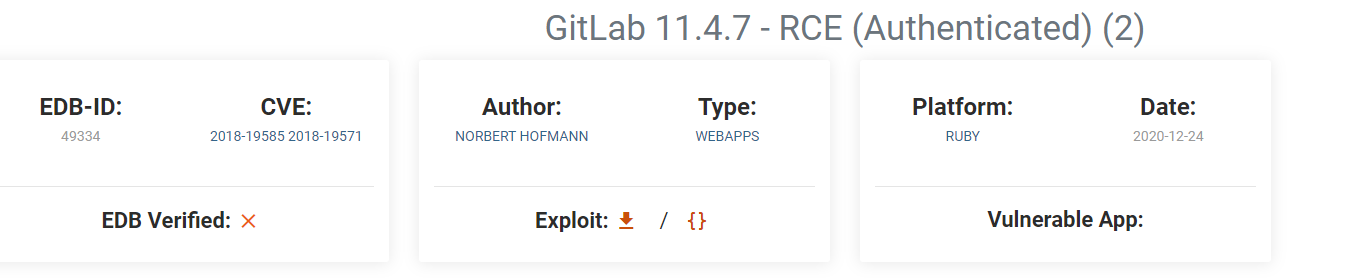 GitLab 11.4.7 - RCE (Authenticated) (2)
EDB-ID:
49334
CVE:
2018-19585 2018-19571
EDB Verified:
Author:
NORBERT HOFMANN
Type:
WEBAPPS
Exploit: / {}
Platform:
RUBY
Date:
2020-12-24
Vulnerable App: